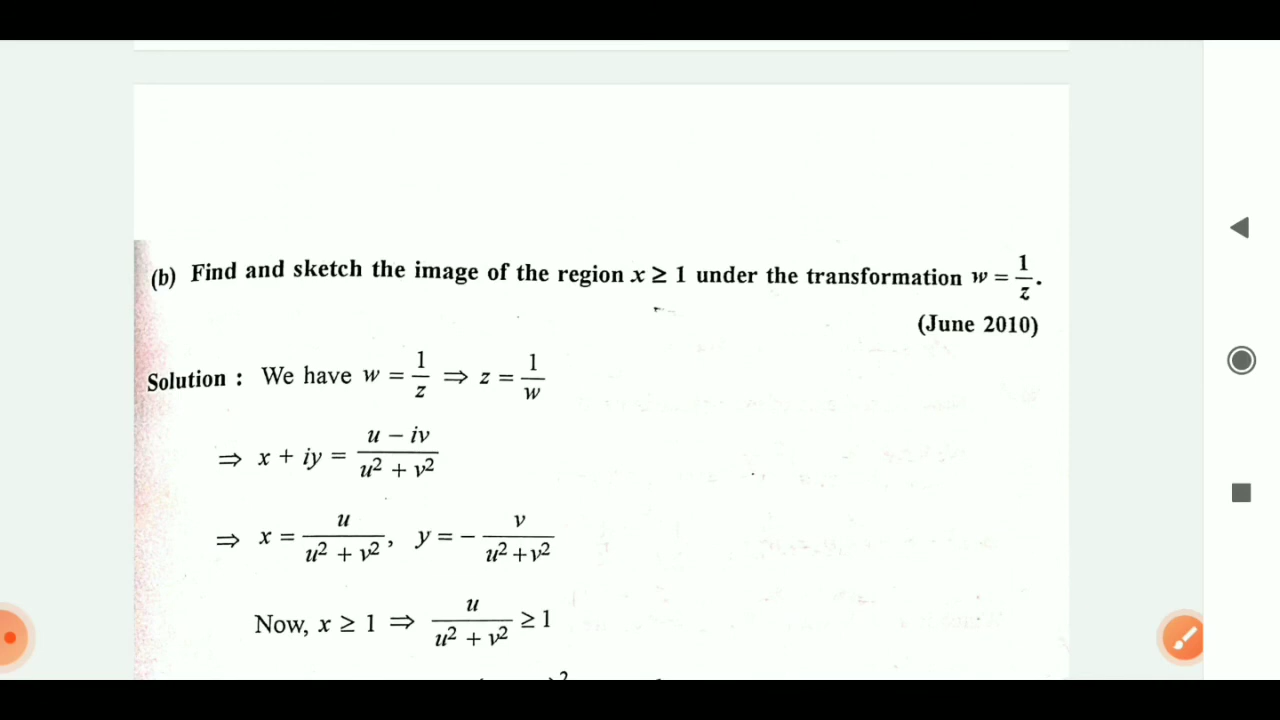 (b) Find and sketch the image of the region x ≥ 1 under the transformation w = 1/z.
(June 2010)
Solution : We have w = 1/z ⇒ z = 1/w
⇒ x + iy = (u − iv)/(u² + v²)
⇒ x = u/(u² + v²), y = − v/(u² + v²)
Now, x ≥ 1 ⇒ u/(u² + v²) ≥ 1